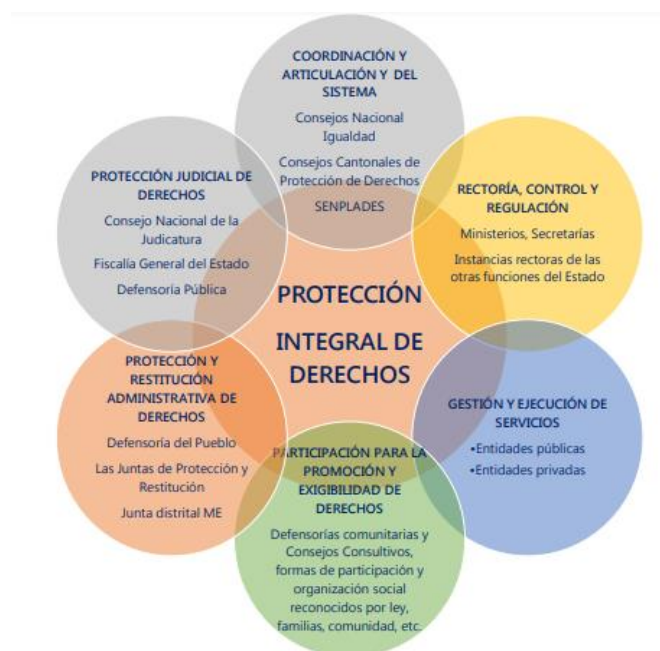 COORDINACIÓN Y
ARTICULACIÓN Y DEL
SISTEMA
Consejos Nacional
Igualdad
Consejos Cantonales de
Protección de Derechos
SENPLADES
RECTORÍA, CONTROL Y
REGULACIÓN
Ministerios, Secretarías
Instancias rectoras de las
otras funciones del Estado
GESTIÓN Y EJECUCIÓN DE
SERVICIOS
•Entidades públicas
•Entidades privadas
PARTICIPACIÓN PARA LA
PROMOCIÓN Y
EXIGIBILIDAD DE
DERECHOS
Defensorías comunitarias y
Consejos Consultivos,
formas de participación y
organización social
reconocidos por ley,
familias, comunidad, etc.
PROTECCIÓN Y
RESTITUCIÓN
ADMINISTRATIVA DE
DERECHOS
Defensoría del Pueblo
Las Juntas de Protección y
Restitución
Junta distrital ME
PROTECCIÓN JUDICIAL DE
DERECHOS
Consejo Nacional de la
Judicatura
Fiscalía General del Estado
Defensoría Pública
PROTECCIÓN
INTEGRAL DE
DERECHOS